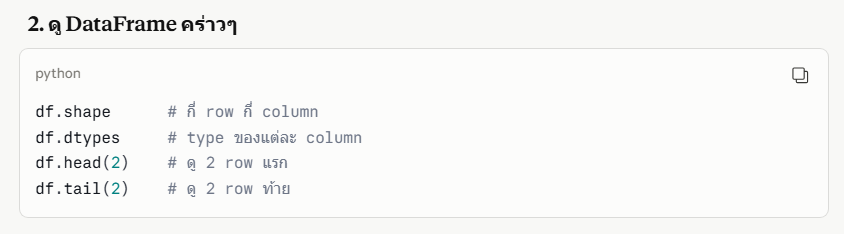 2. ดู DataFrame คร่าวๆ
python
df.shape      # กี่ row กี่ column
df.dtypes     # type ของแต่ละ column
df.head(2)    # ดู 2 row แรก
df.tail(2)    # ดู 2 row ท้าย